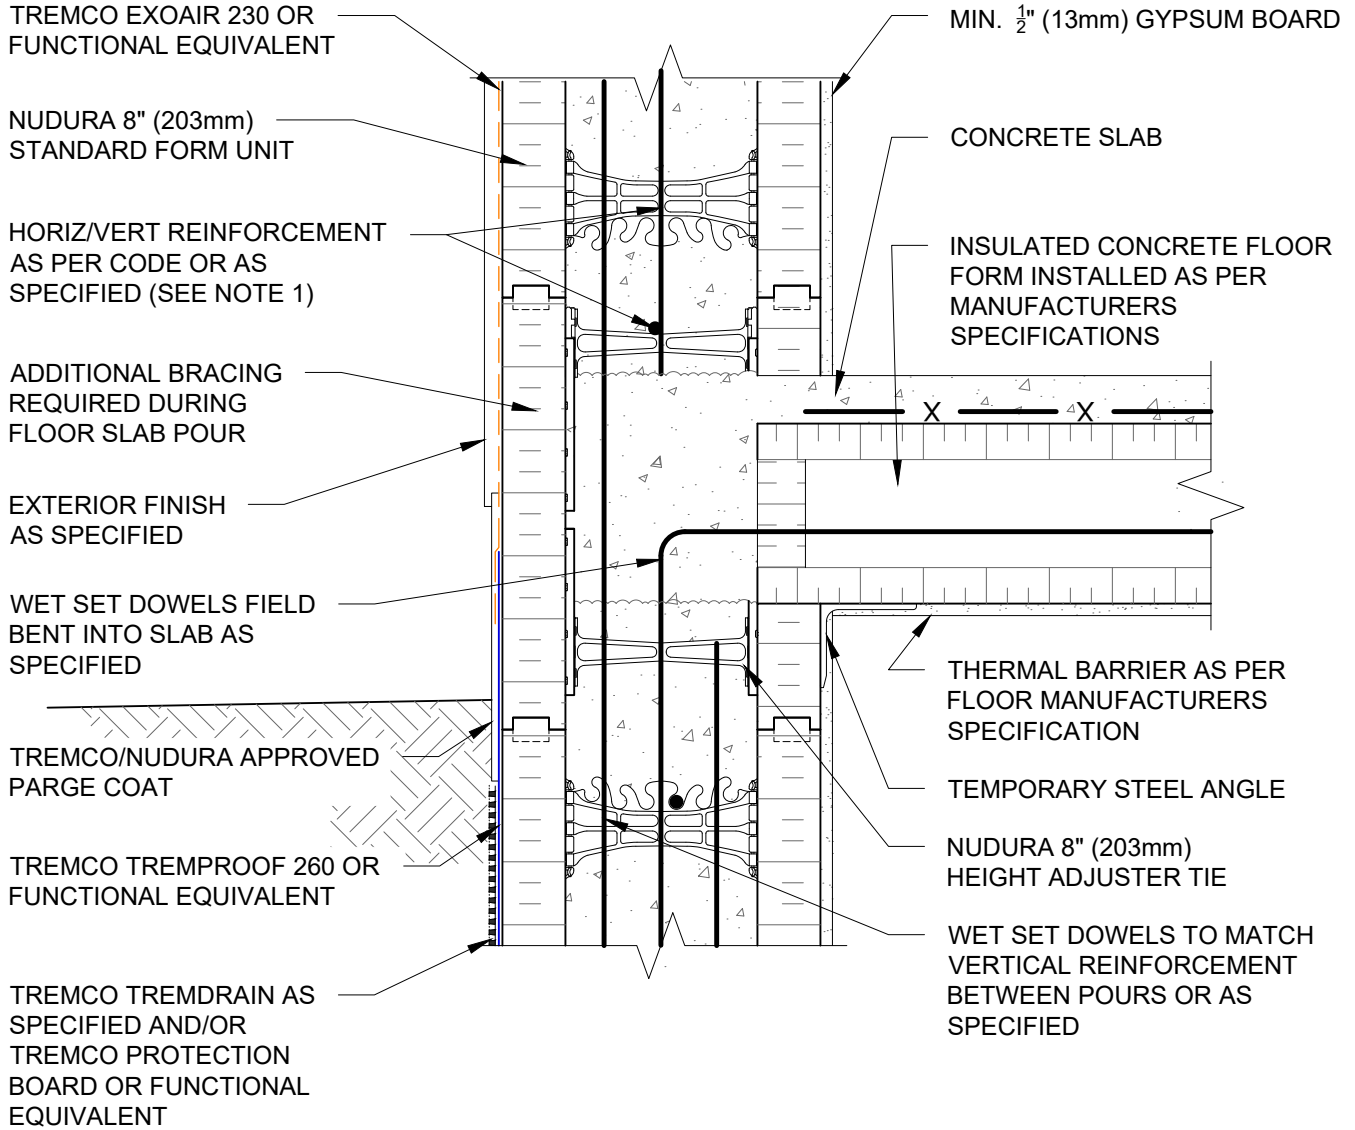 TREMCO EXOAIR 230 OR
FUNCTIONAL EQUIVALENT
NUDURA 8" (203mm)
STANDARD FORM UNIT
HORIZ/VERT REINFORCEMENT
AS PER CODE OR AS
SPECIFIED (SEE NOTE 1)
ADDITIONAL BRACING
REQUIRED DURING
FLOOR SLAB POUR
EXTERIOR FINISH
AS SPECIFIED
WET SET DOWELS FIELD
BENT INTO SLAB AS
SPECIFIED
TREMCO/NUDURA APPROVED
PARGE COAT
TREMCO TREMPROOF 260 OR
FUNCTIONAL EQUIVALENT
TREMCO TREMDRAIN AS
SPECIFIED AND/OR
TREMCO PROTECTION
BOARD OR FUNCTIONAL
EQUIVALENT
MIN. 1/2" (13mm) GYPSUM BOARD
CONCRETE SLAB
INSULATED CONCRETE FLOOR
FORM INSTALLED AS PER
MANUFACTURERS
SPECIFICATIONS
X X
THERMAL BARRIER AS PER
FLOOR MANUFACTURERS
SPECIFICATION
TEMPORARY STEEL ANGLE
NUDURA 8" (203mm)
HEIGHT ADJUSTER TIE
WET SET DOWELS TO MATCH
VERTICAL REINFORCEMENT
BETWEEN POURS OR AS
SPECIFIED